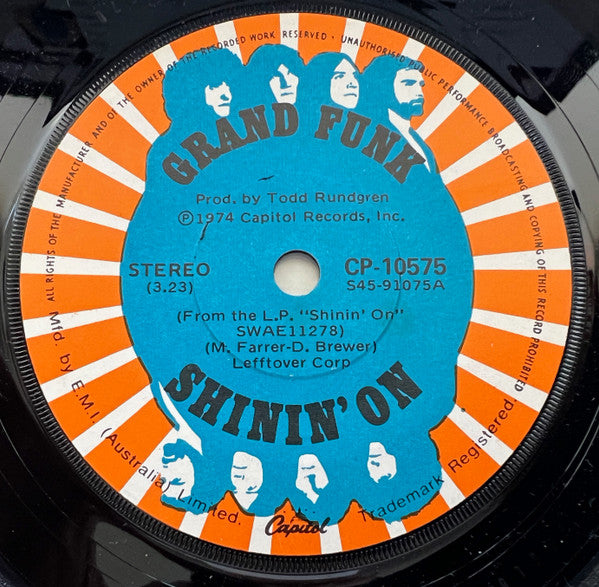 ALL RIGHTS OF THE MANUFACTURER AND OF THE OWNER OF THE RECORDED WORK RESERVED • UNAUTHORISED PUBLIC PERFORMANCE BROADCASTING AND COPYING OF THIS RECORD PROHIBITED
GRAND FUNK
Prod. by Todd Rundgren
Ⓟ1974 Capitol Records, Inc.
STEREO
(3.23)
CP-10575
S45-91075A
(From the L.P. "Shinin' On"
SWAE11278)
(M. Farrer-D. Brewer)
Lefftover Corp
SHININ' ON
Mfd. by E.M.I. (Australia) Limited.
Capitol
Trademark Registered.